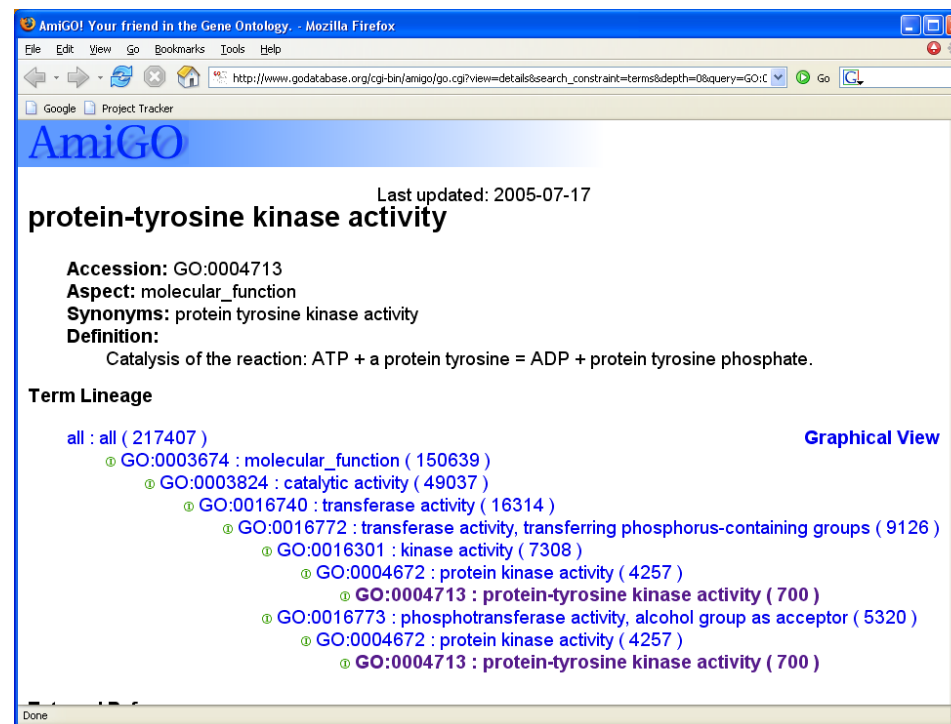 AmiGO! Your friend in the Gene Ontology. - Mozilla Firefox
File Edit View Go Bookmarks Tools Help
http://www.godatabase.org/cgi-bin/amigo/go.cgi?view=details&search_constraint=terms&depth=0&query=GO:0 Go G
Google Project Tracker
AmiGO
Last updated: 2005-07-17
protein-tyrosine kinase activity
Accession: GO:0004713
Aspect: molecular_function
Synonyms: protein tyrosine kinase activity
Definition:
Catalysis of the reaction: ATP + a protein tyrosine = ADP + protein tyrosine phosphate.
Term Lineage
all : all ( 217407 ) Graphical View
GO:0003674 : molecular_function ( 150639 )
GO:0003824 : catalytic activity ( 49037 )
GO:0016740 : transferase activity ( 16314 )
GO:0016772 : transferase activity, transferring phosphorus-containing groups ( 9126 )
GO:0016301 : kinase activity ( 7308 )
GO:0004672 : protein kinase activity ( 4257 )
GO:0004713 : protein-tyrosine kinase activity ( 700 )
GO:0016773 : phosphotransferase activity, alcohol group as acceptor ( 5320 )
GO:0004672 : protein kinase activity ( 4257 )
GO:0004713 : protein-tyrosine kinase activity ( 700 )
Done